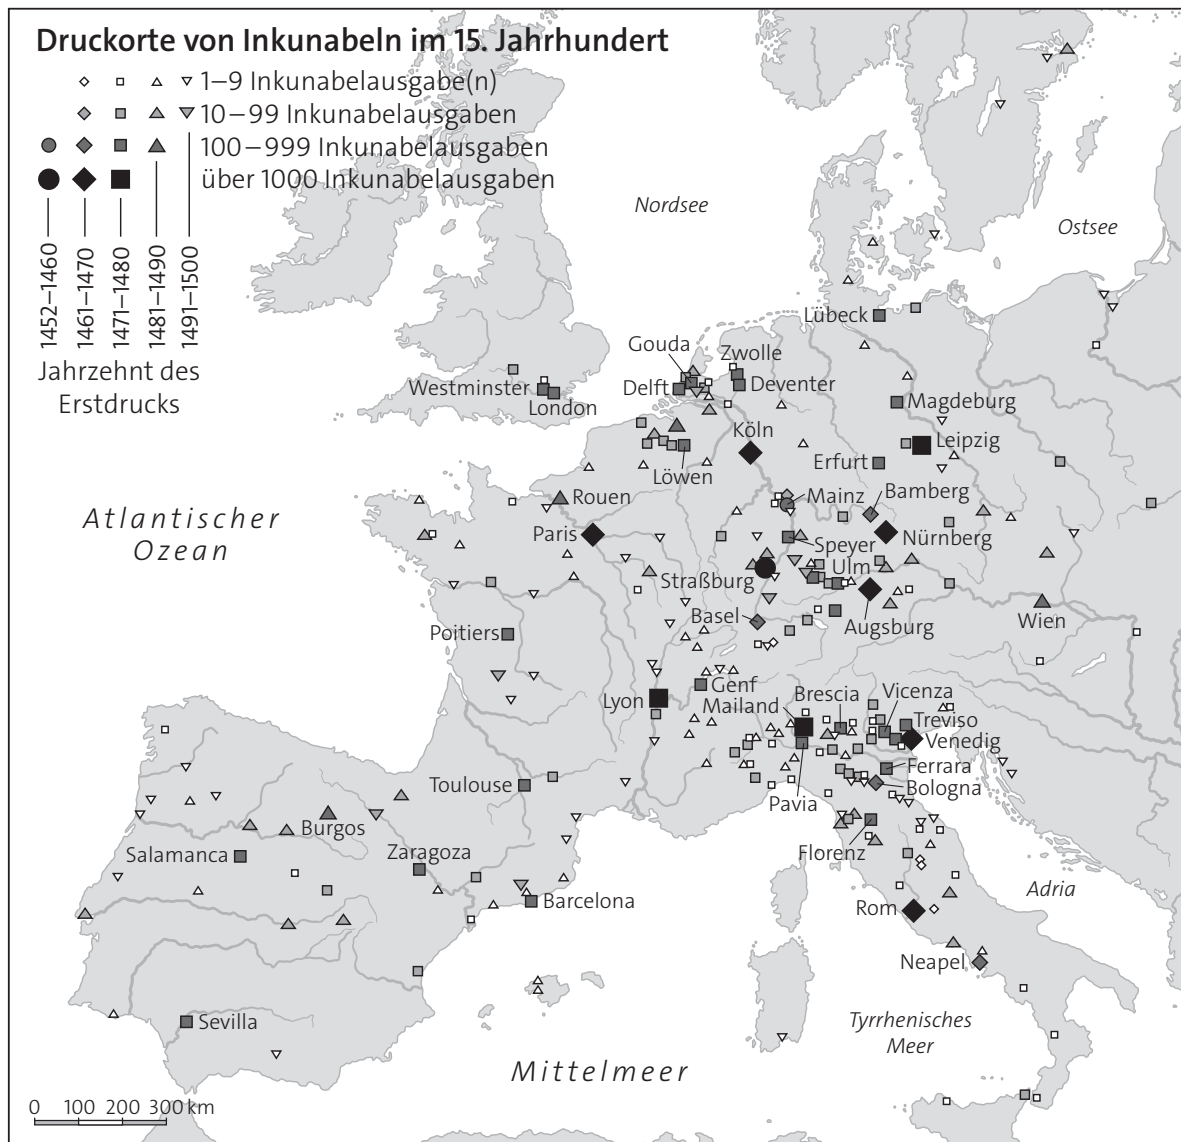 Druckorte von Inkunabeln im 15. Jahrhundert
1–9 Inkunabelausgabe(n)
10–99 Inkunabelausgaben
100–999 Inkunabelausgaben
über 1000 Inkunabelausgaben
1452–1460
1461–1470
1471–1480
1481–1490
1491–1500
Jahrzehnt des
Erstdrucks
Nordsee
Ostsee
Lübeck
Gouda
Zwolle
Westminster
Delft
Deventer
London
Magdeburg
Köln
Leipzig
Löwen
Erfurt
Rouen
Mainz
Bamberg
Atlantischer
Ozean
Paris
Speyer
Nürnberg
Ulm
Straßburg
Basel
Augsburg
Wien
Poitiers
Genf
Brescia
Vicenza
Lyon
Mailand
Treviso
Venedig
Ferrara
Toulouse
Bologna
Pavia
Burgos
Salamanca
Zaragoza
Florenz
Barcelona
Adria
Rom
Neapel
Sevilla
Tyrrhenisches
Meer
Mittelmeer
0 100 200 300 km